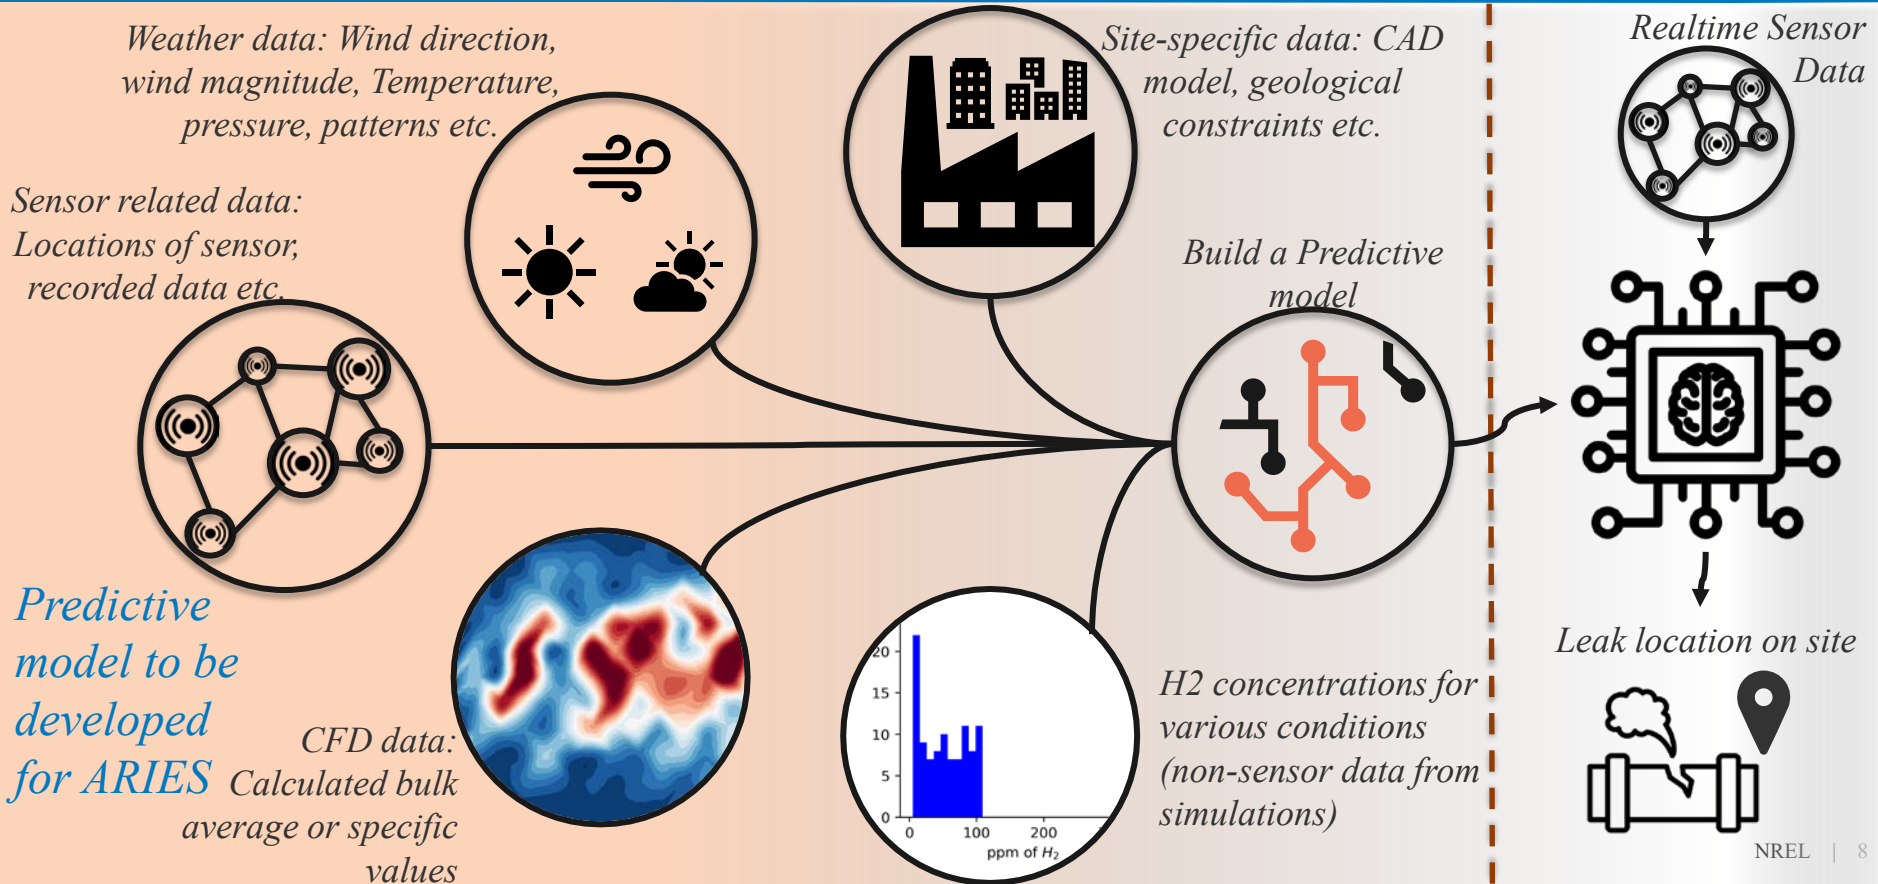 Weather data: Wind direction,
wind magnitude, Temperature,
pressure, patterns etc.
Site-specific data: CAD
model, geological
constraints etc.
Realtime Sensor
Data
Sensor related data:
Locations of sensor,
recorded data etc.
Build a Predictive
model
Predictive
model to be
developed
for ARIES
CFD data:
Calculated bulk
average or specific
values
20
15
10
5
0
0 100 200
ppm of H2
H2 concentrations for
various conditions
(non-sensor data from
simulations)
Leak location on site
NREL | 8